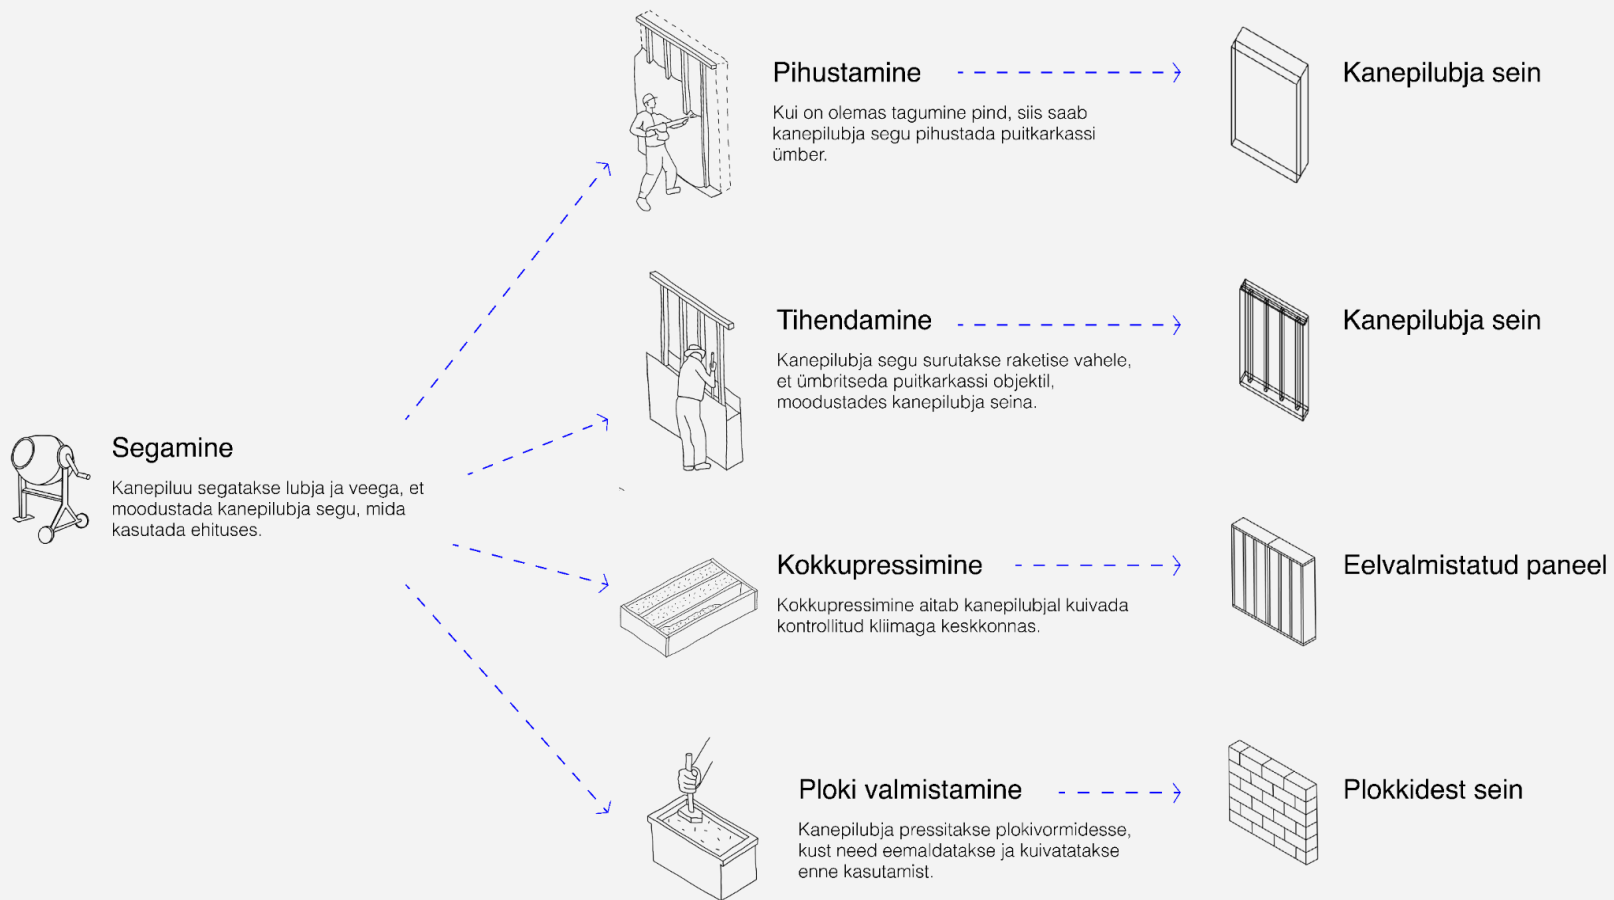 Segamine
Kanepiluu segatakse lubja ja veega, et
moodustada kanepilubja segu, mida
kasutada ehituses.
Pihustamine
Kui on olemas tagumine pind, siis saab
kanepilubja segu pihustada puitkarkassi
ümber.
Kanepilubja sein
Tihendamine
Kanepilubja segu surutakse raketise vahele,
et ümbritseda puitkarkassi objektil,
moodustades kanepilubja seina.
Kanepilubja sein
Kokkupressimine
Kokkupressimine aitab kanepilubjal kuivada
kontrollitud kliimaga keskkonnas.
Eelvalmistatud paneel
Ploki valmistamine
Kanepilubja pressitakse plokivormidesse,
kust need eemaldatakse ja kuivatatakse
enne kasutamist.
Plokkidest sein